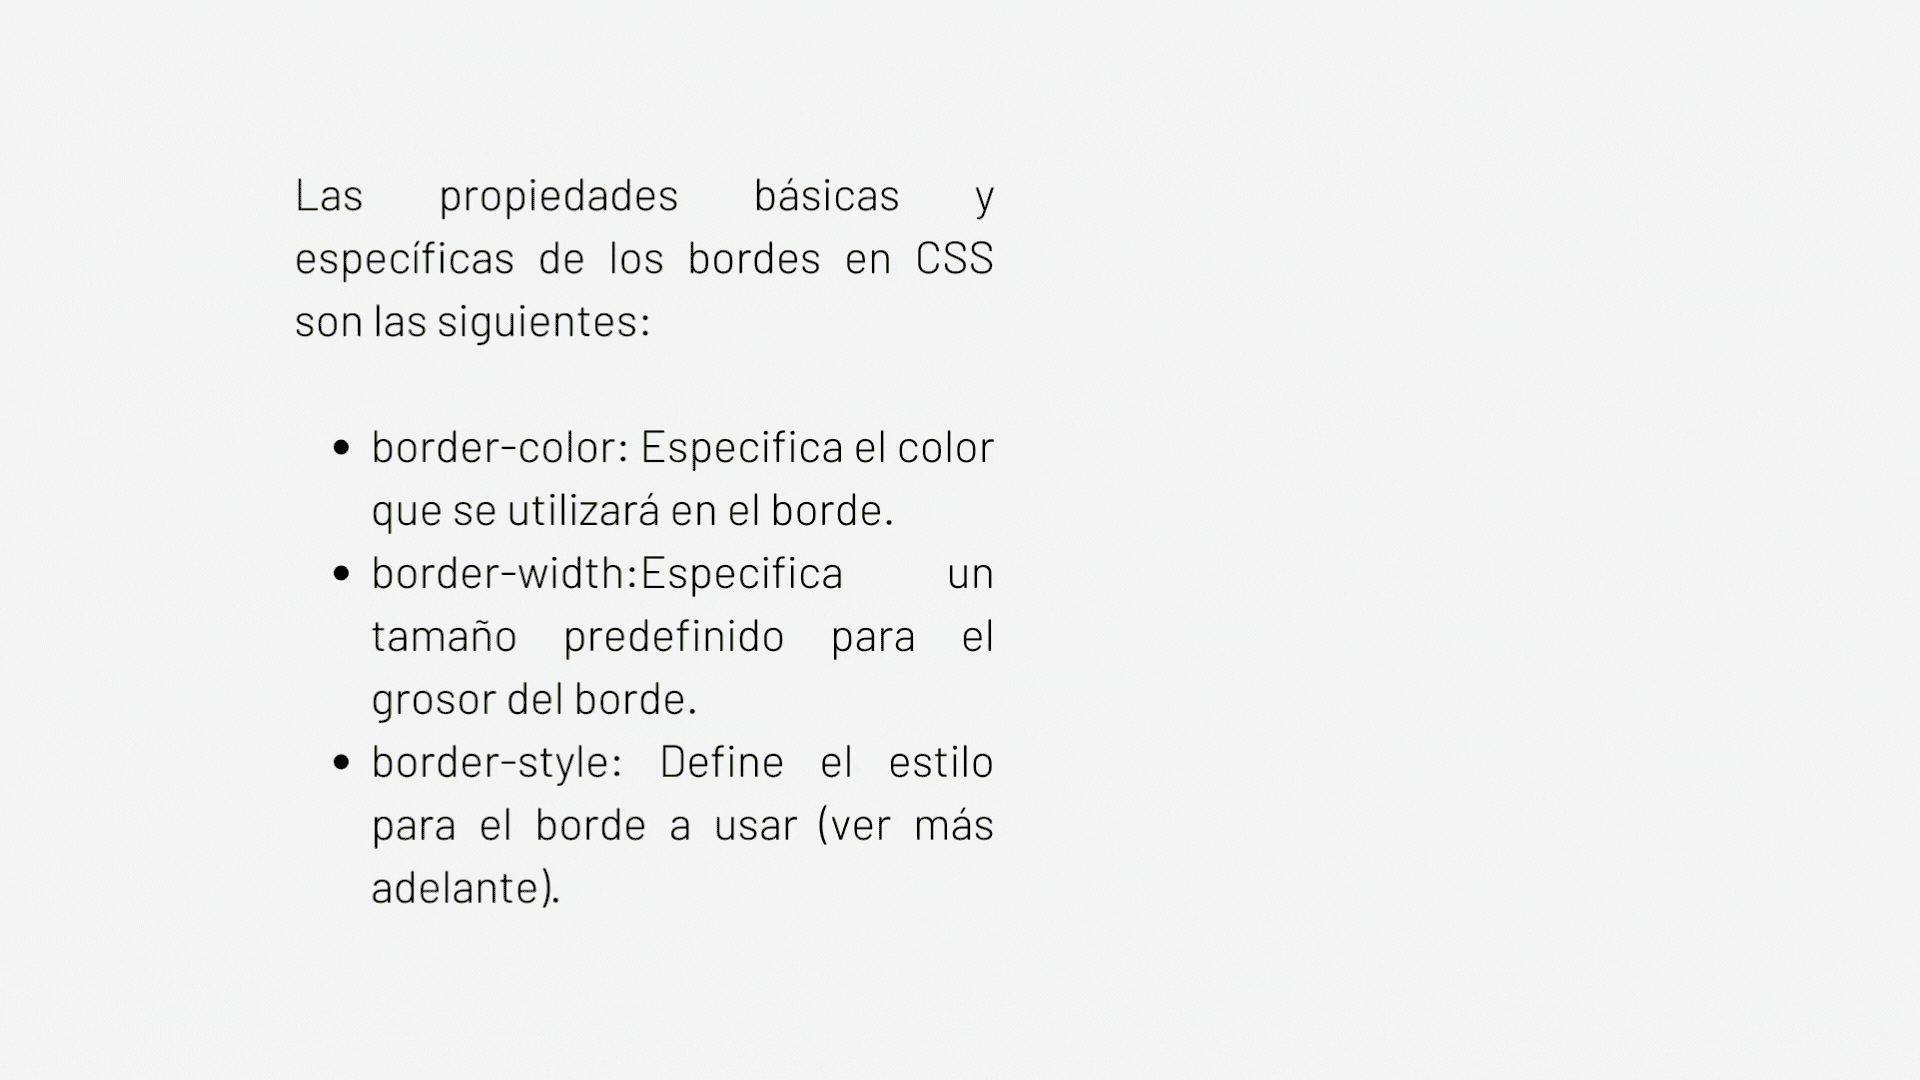 Las propiedades básicas y
específicas de los bordes en CSS
son las siguientes:
• border-color: Especifica el color
que se utilizará en el borde.
• border-width:Especifica un
tamaño predefinido para el
grosor del borde.
• border-style: Define el estilo
para el borde a usar (ver más
adelante).